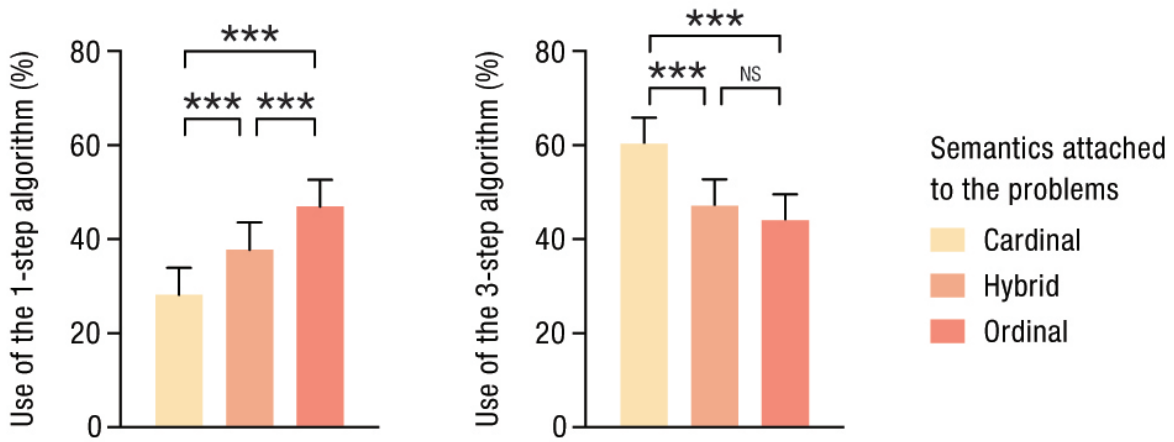 Use of the 1-step algorithm (%)
80
60
40
20
0
***
***
***
Use of the 3-step algorithm (%)
80
60
40
20
0
***
***
NS
Semantics attached
to the problems
Cardinal
Hybrid
Ordinal